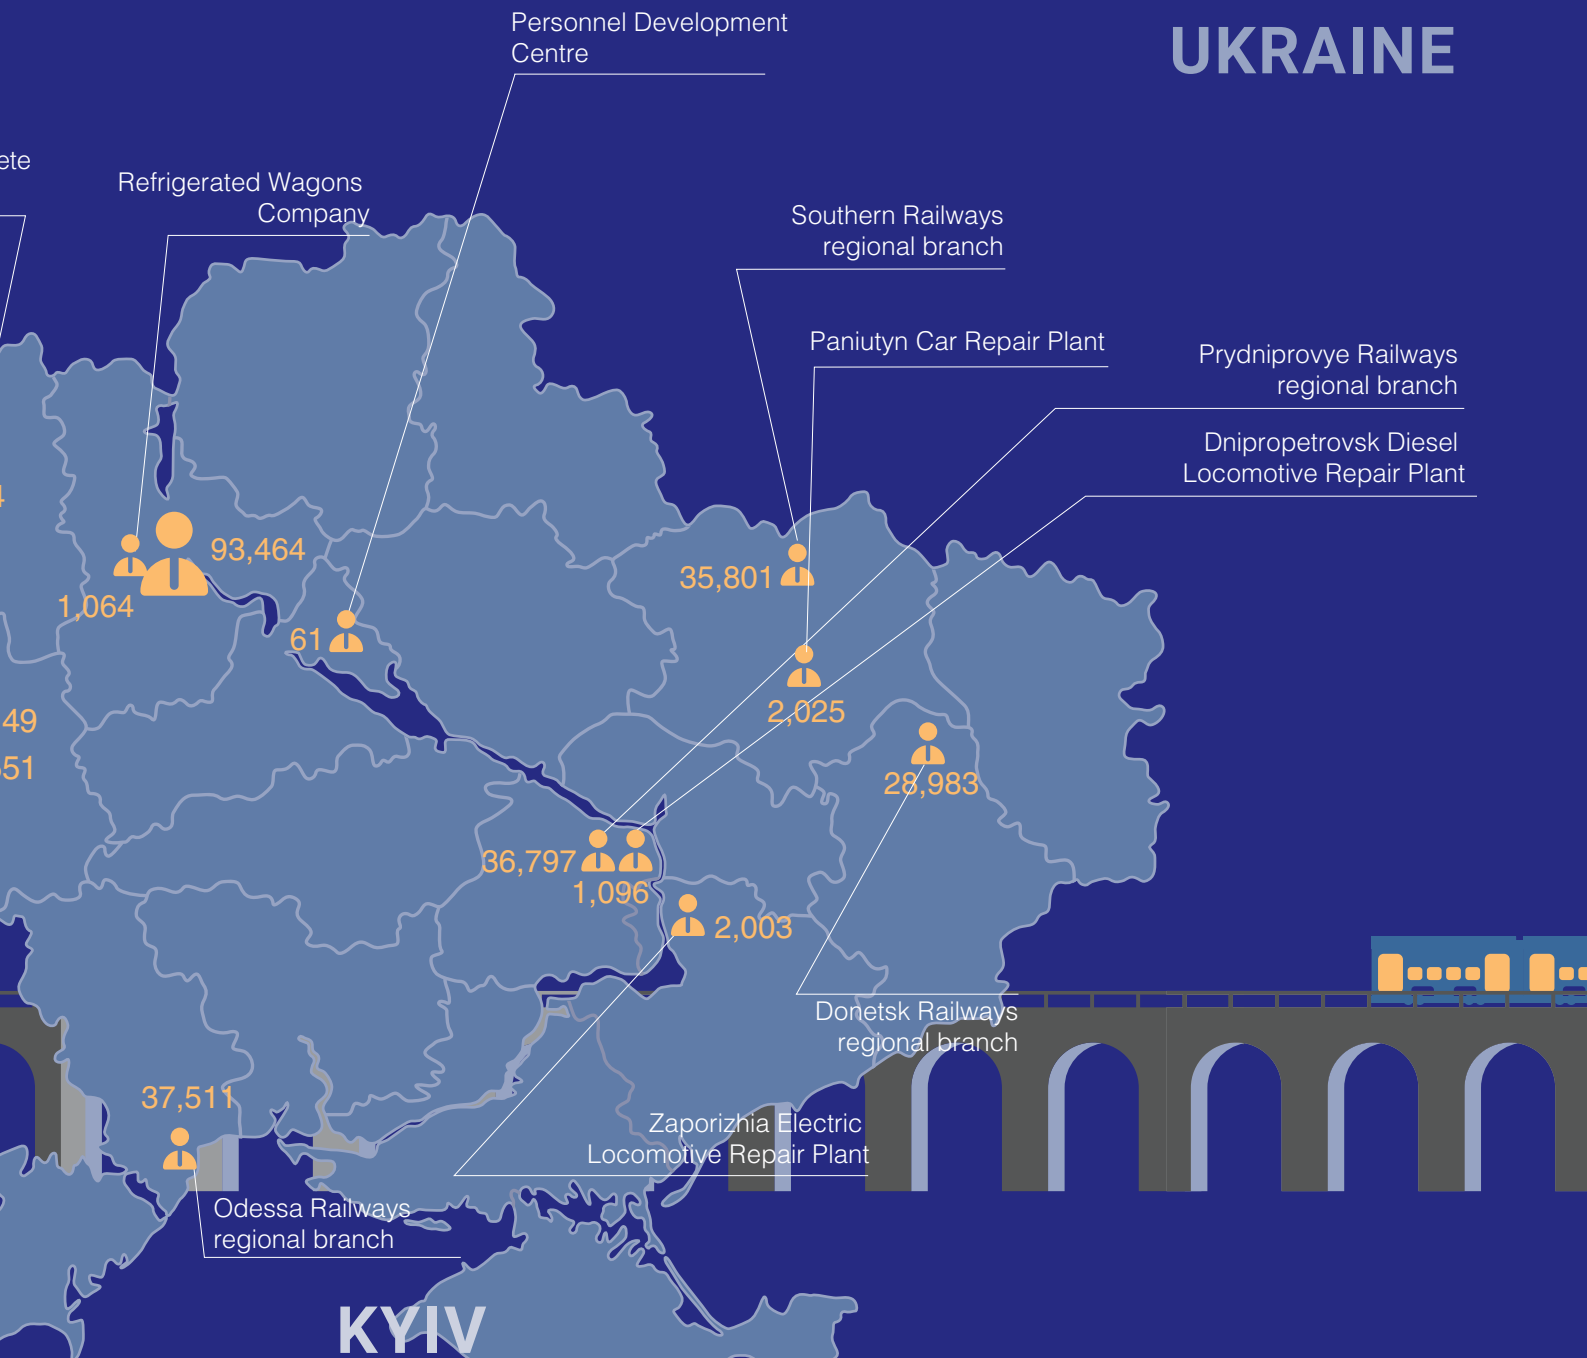 Personnel Development
Centre
UKRAINE
ete
Refrigerated Wagons
Company
Southern Railways
regional branch
Paniutyn Car Repair Plant
Prydniprovye Railways
regional branch
Dnipropetrovsk Diesel
Locomotive Repair Plant
93,464
1,064
35,801
61
2,025
49
51
28,983
36,797
1,096
2,003
Donetsk Railways
regional branch
37,511
Zaporizhia Electric
Locomotive Repair Plant
Odessa Railways
regional branch
KYIV